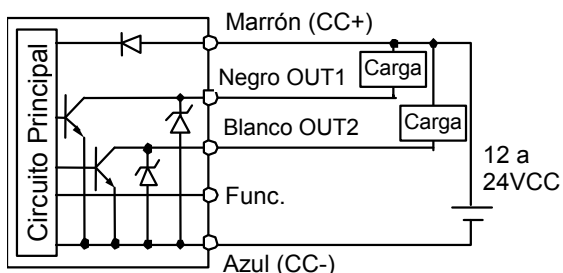 Marrón (CC+)
Circuito Principal
Negro OUT1
Carga
Blanco OUT2
Carga
12 a
24VCC
Func.
Azul (CC-)